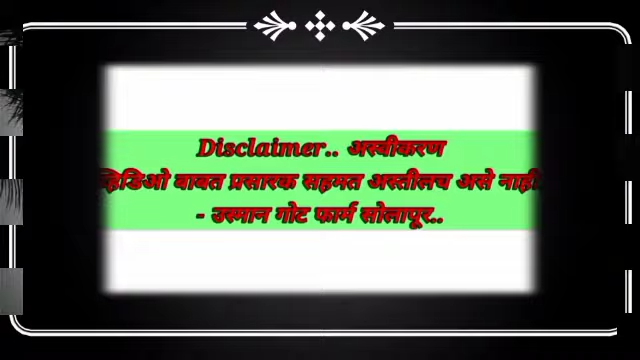 Disclaimer.. अस्वीकरण
व्हिडिओ बाबत प्रसारक सहमत अस्तीलच असे नाही.
- उस्मान गोट फार्म सोलापूर..